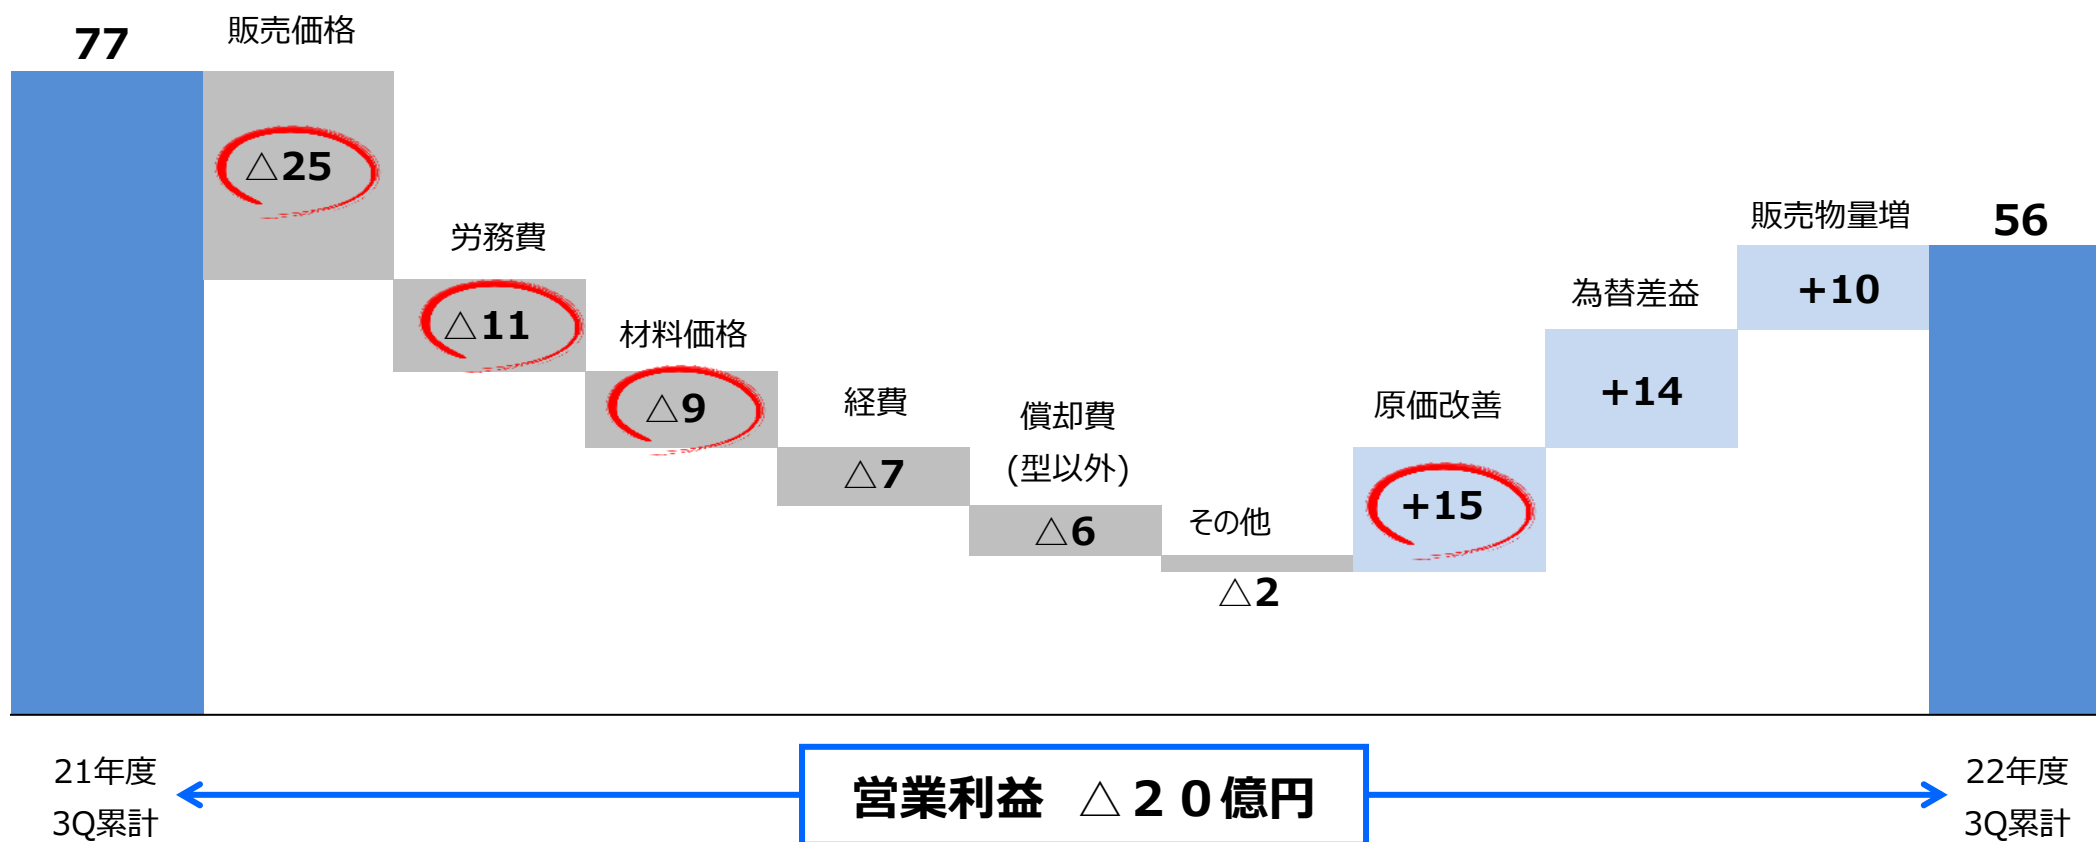 77
販売価格
△25
労務費
△11
材料価格
△9
経費
△7
償却費
(型以外)
△6
その他
△2
原価改善
+15
為替差益
+14
販売物量増
+10
56
21年度
3Q累計
営業利益 △２０億円
22年度
3Q累計